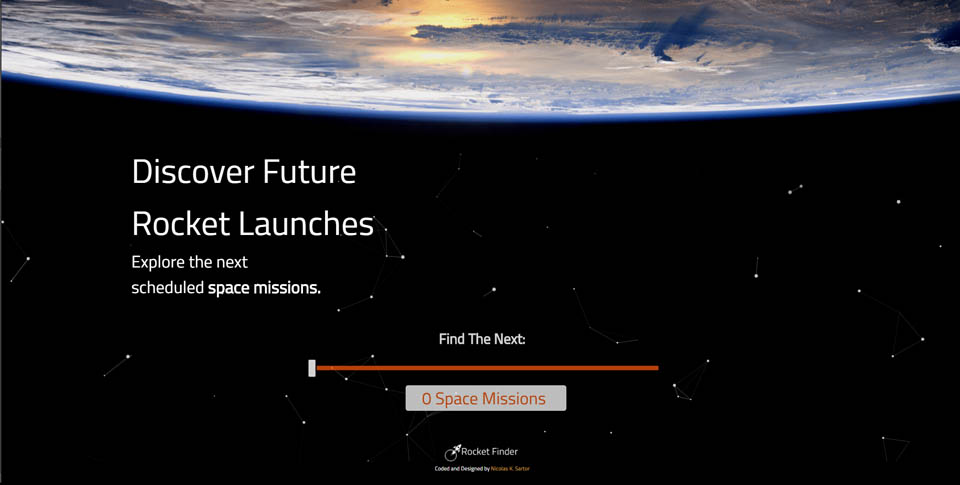 Discover Future
Rocket Launches
Explore the next
scheduled space missions.
Find The Next:
0 Space Missions
Rocket Finder
Coded and Designed by Nicolas K. Sartor